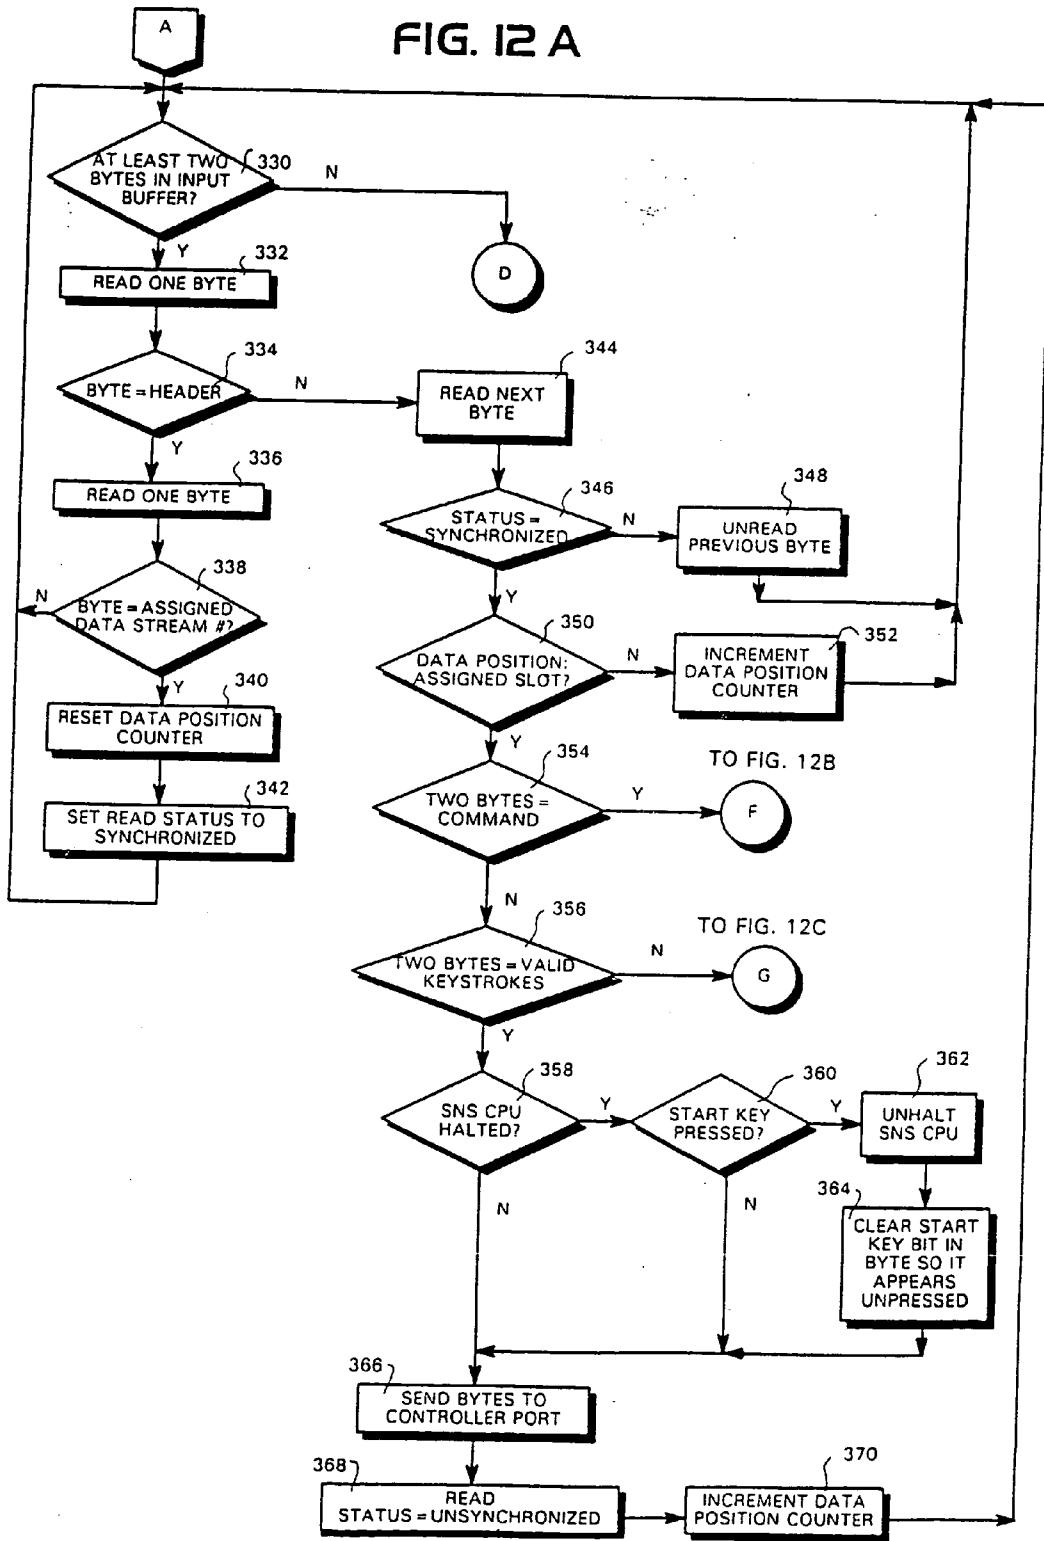 A
FIG. 12 A
AT LEAST TWO
BYTES IN INPUT
BUFFER?
330
N
Y
D
332
READ ONE BYTE
334
BYTE = HEADER
N
Y
344
READ NEXT
BYTE
336
READ ONE BYTE
346
STATUS =
SYNCHRONIZED
N
Y
348
UNREAD
PREVIOUS BYTE
338
N
BYTE = ASSIGNED
DATA STREAM #?
Y
350
DATA POSITION:
ASSIGNED SLOT?
N
Y
352
INCREMENT
DATA POSITION
COUNTER
340
RESET DATA POSITION
COUNTER
342
SET READ STATUS TO
SYNCHRONIZED
354
TWO BYTES =
COMMAND
Y
N
TO FIG. 12B
F
356
TWO BYTES = VALID
KEYSTROKES
N
Y
TO FIG. 12C
G
358
SNS CPU
HALTED?
Y
N
360
START KEY
PRESSED?
Y
N
362
UNHALT
SNS CPU
364
CLEAR START
KEY BIT IN
BYTE SO IT
APPEARS
UNPRESSED
366
SEND BYTES TO
CONTROLLER PORT
368
READ
STATUS = UNSYNCHRONIZED
370
INCREMENT DATA
POSITION COUNTER